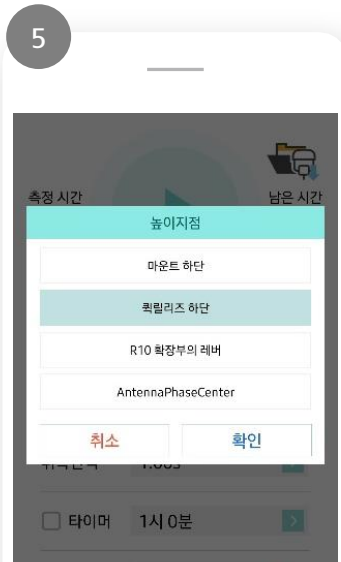 5
측정 시간
남은 시간
높이지점
마운트 하단
퀵릴리즈 하단
R10 확장부의 레버
AntennaPhaseCenter
취소
확인
1.00s
타이머
1시 0분